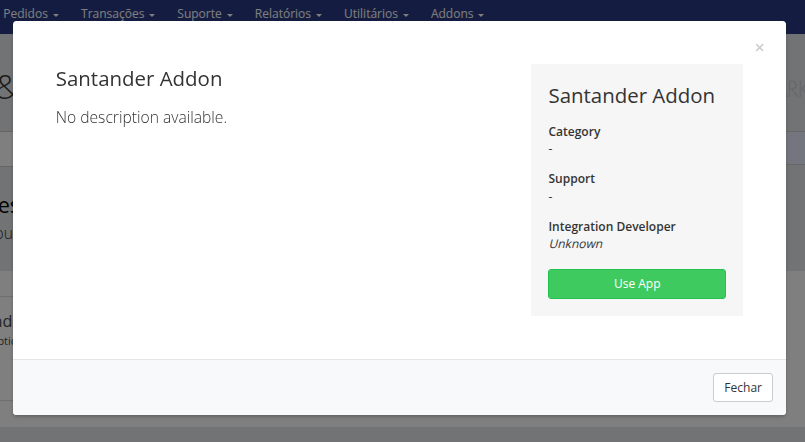 Pedidos Transações Suporte Relatórios Utilitários Addons
×
Santander Addon
No description available.
Santander Addon
Category
-
Support
-
Integration Developer
Unknown
Use App
Fechar